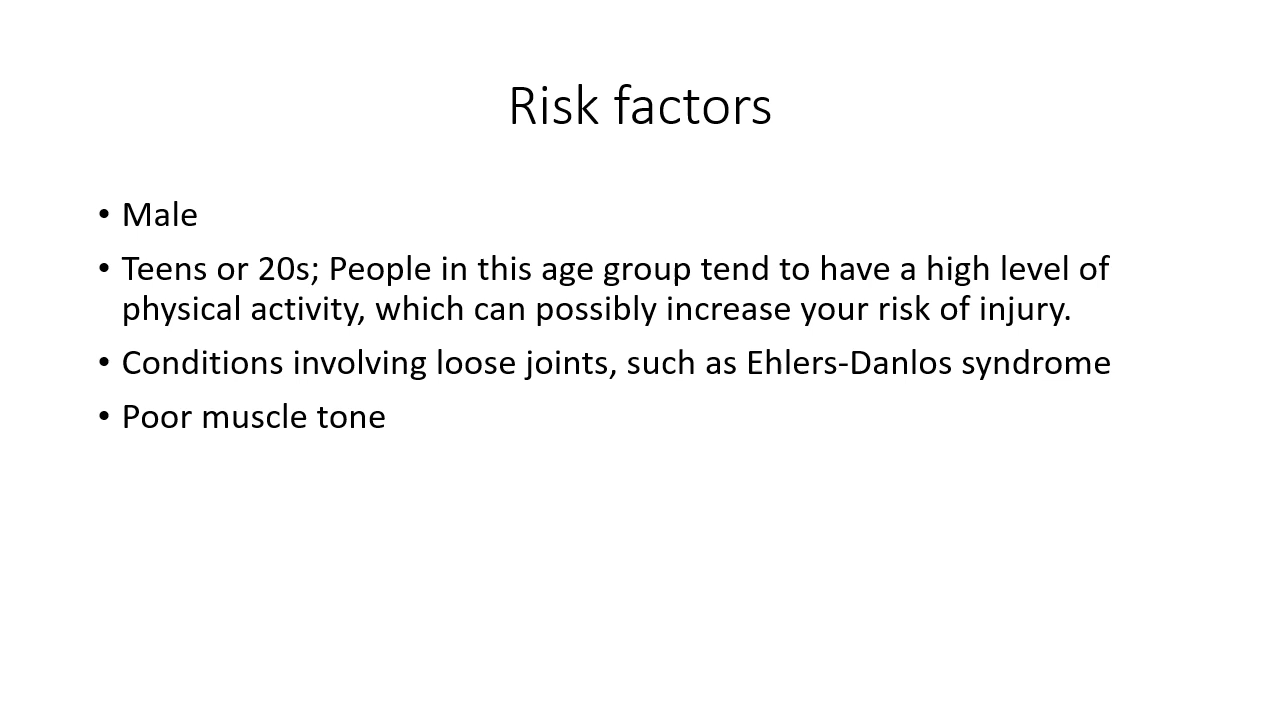 Risk factors
• Male
• Teens or 20s; People in this age group tend to have a high level of
physical activity, which can possibly increase your risk of injury.
• Conditions involving loose joints, such as Ehlers-Danlos syndrome
• Poor muscle tone